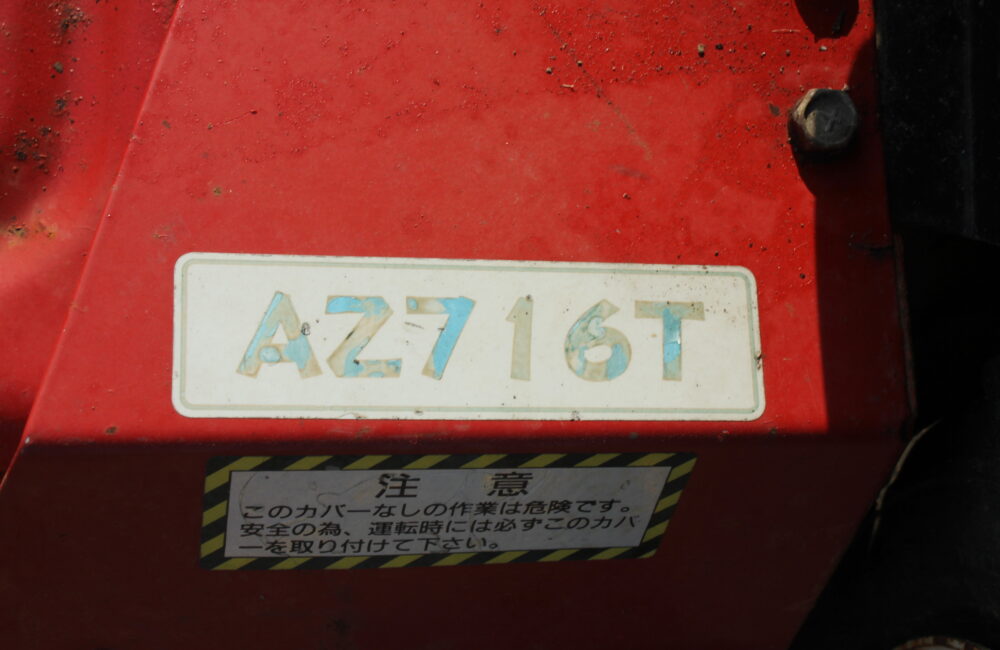 AZ716T
注 意
このカバーなしの作業は危険です。
安全の為、運転時には必ずこのカバ
ーを取り付けて下さい。